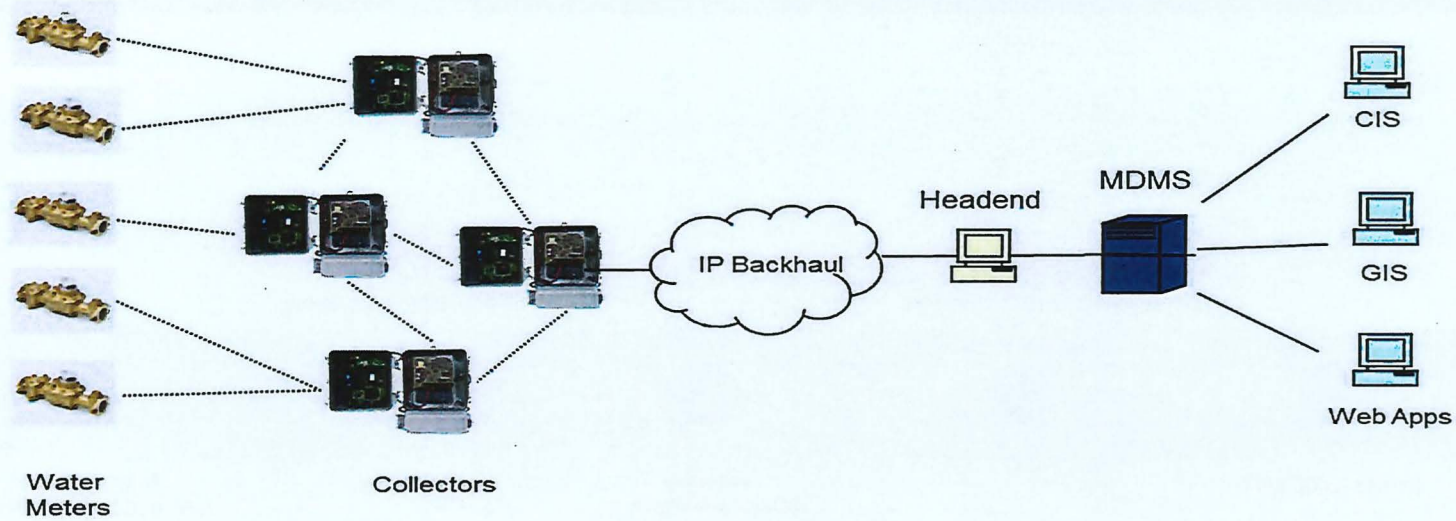 CIS
MDMS
Headend
IP Backhaul
GIS
Web Apps
Water
Meters
Collectors